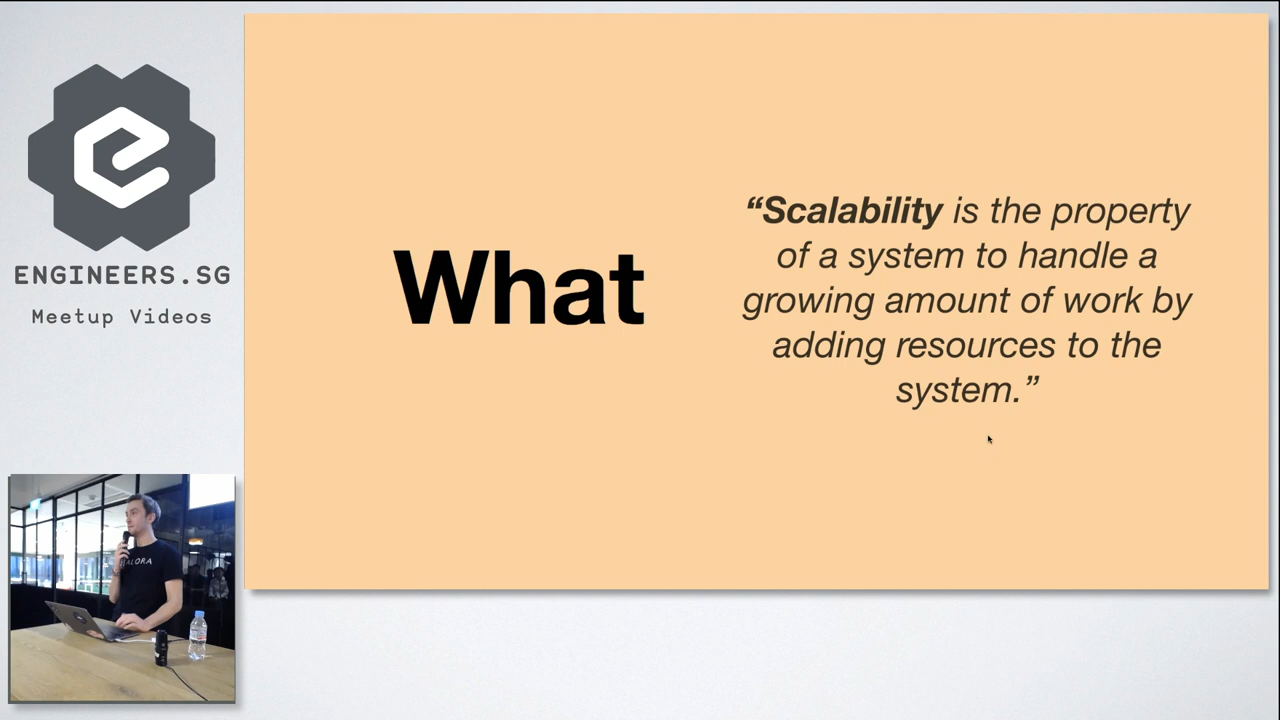 ENGINEERS.SG
Meetup Videos
What
“Scalability is the property
of a system to handle a
growing amount of work by
adding resources to the
system.”